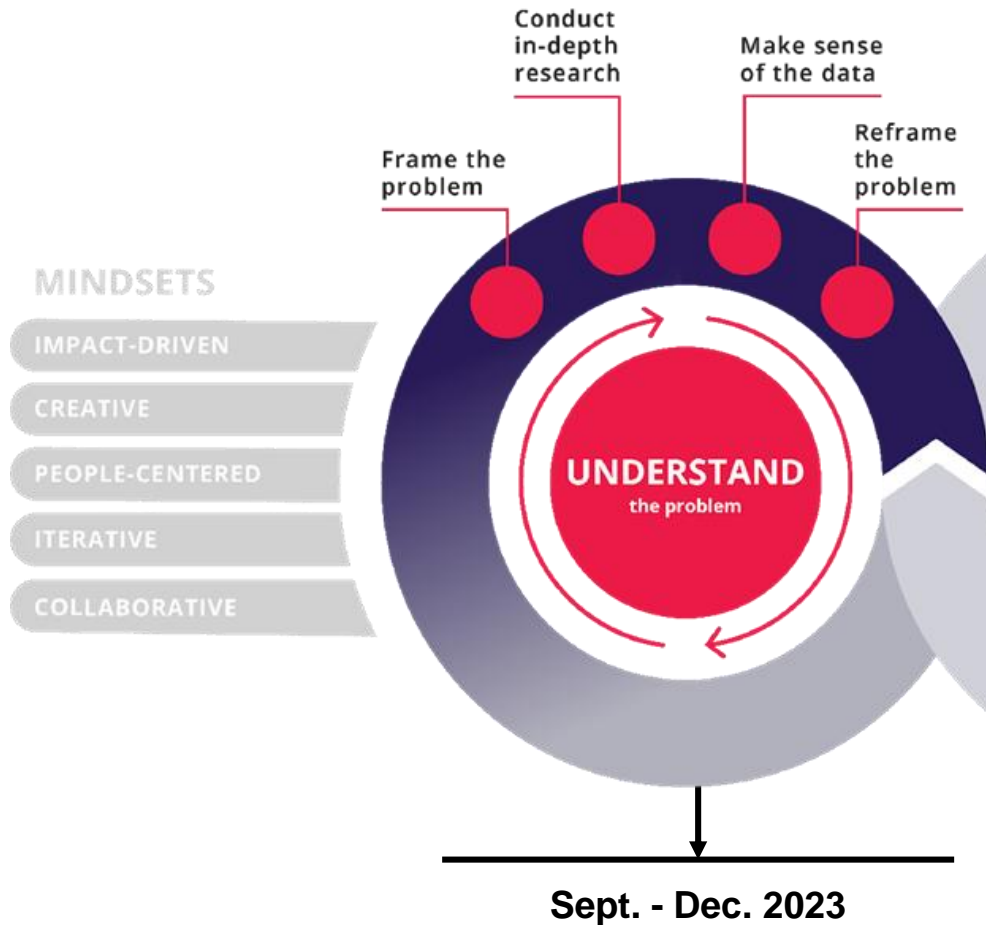 Conduct
in-depth
research
Make sense
of the data
Frame the
problem
Reframe
the
problem
MINDSETS
IMPACT-DRIVEN
CREATIVE
PEOPLE-CENTERED
ITERATIVE
COLLABORATIVE
UNDERSTAND
the problem
Sept. - Dec. 2023